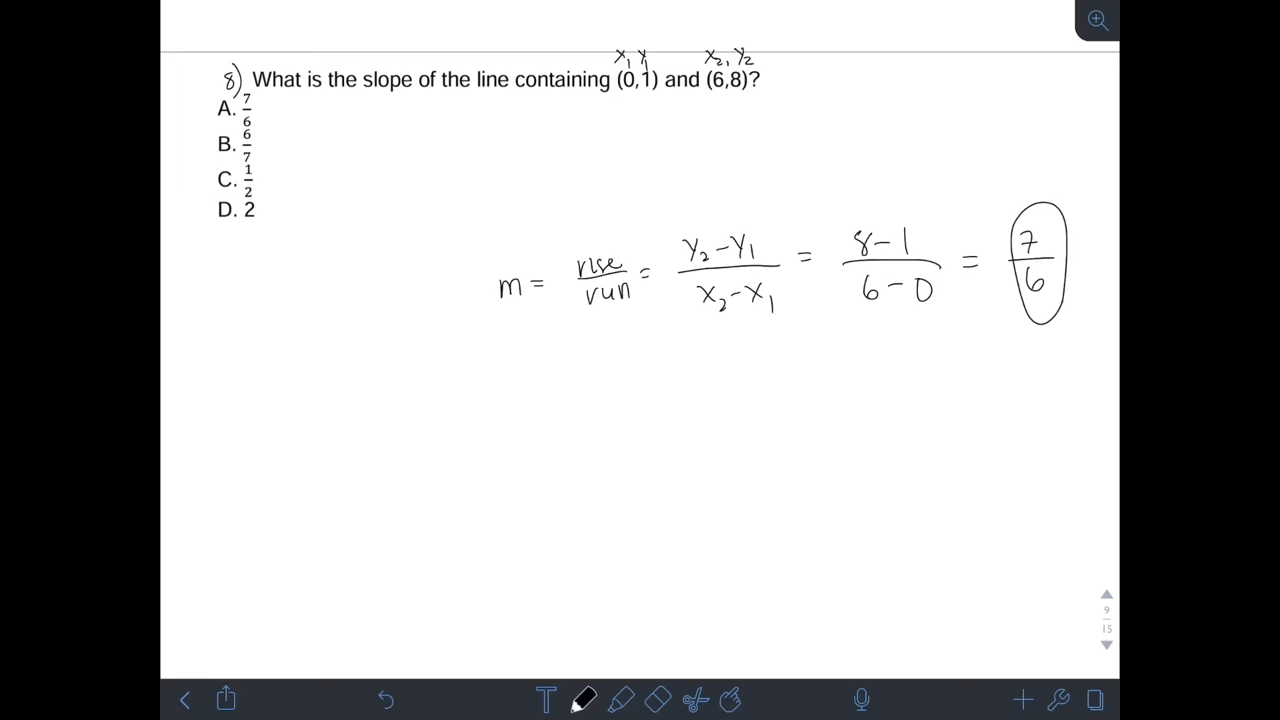 x₁ y₁ x₂, y₂
8) What is the slope of the line containing (0,1) and (6,8)?
A. 7/6
B. 6/7
C. 1/2
D. 2
m = rise/run = y₂-y₁/x₂-x₁ = 8-1/6-0 = 7/6
9
15
T